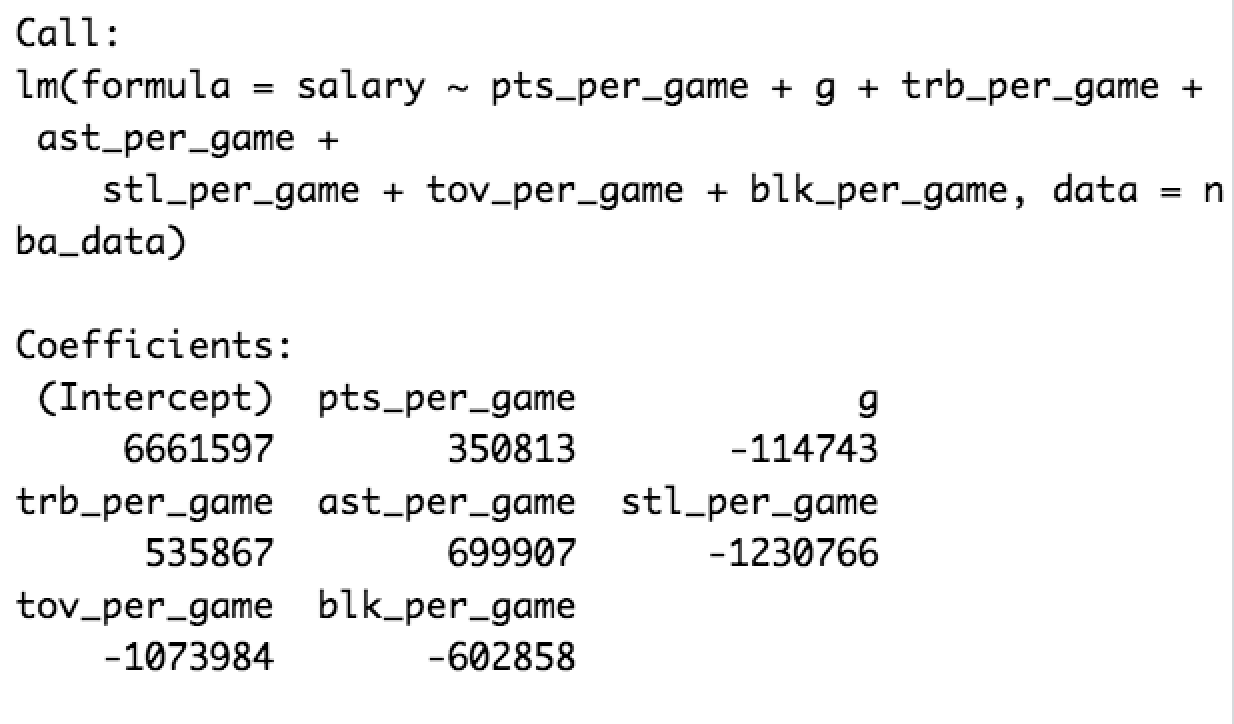 Call:
lm(formula = salary ~ pts_per_game + g + trb_per_game +
 ast_per_game +
    stl_per_game + tov_per_game + blk_per_game, data = n
ba_data)

Coefficients:
 (Intercept)  pts_per_game             g
     6661597        350813       -114743
trb_per_game  ast_per_game  stl_per_game
      535867        699907      -1230766
tov_per_game  blk_per_game
    -1073984       -602858